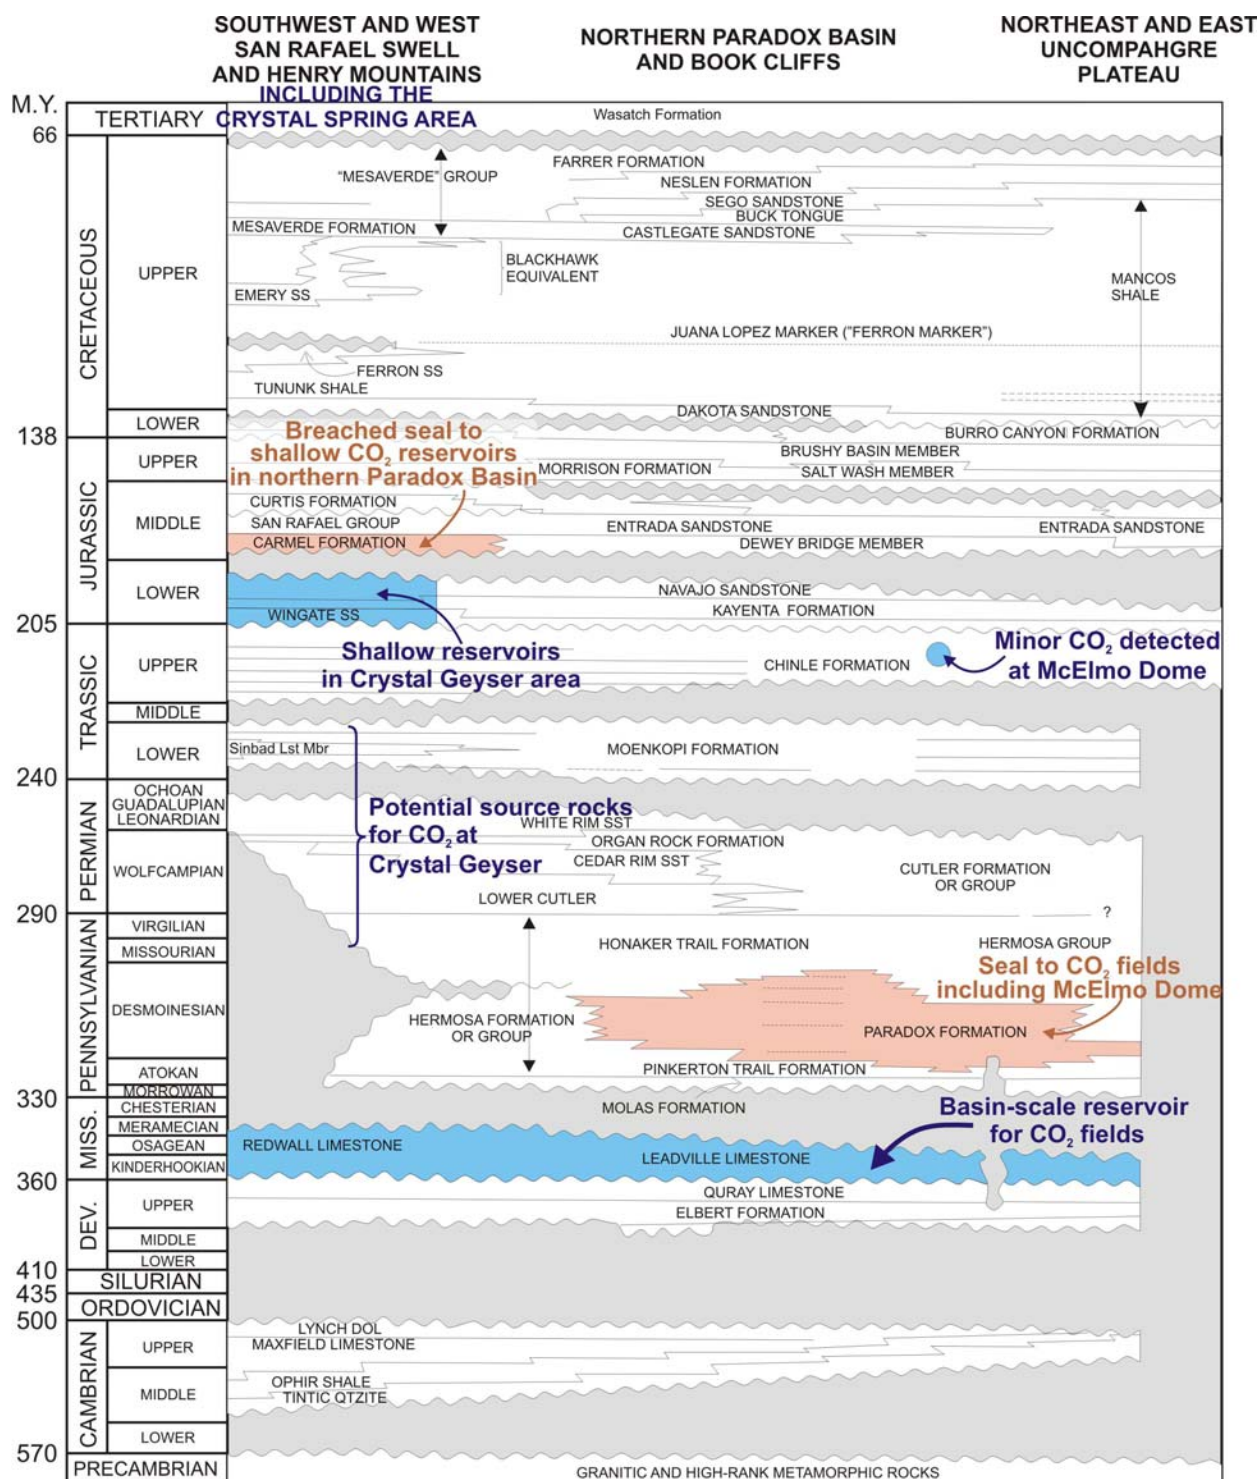 SOUTHWEST AND WEST
SAN RAFAEL SWELL
AND HENRY MOUNTAINS
INCLUDING THE
CRYSTAL SPRING AREA
NORTHERN PARADOX BASIN
AND BOOK CLIFFS
NORTHEAST AND EAST
UNCOMPAHGRE
PLATEAU
M.Y.
TERTIARY
Wasatch Formation
66
CRETACEOUS
UPPER
"MESAVERDE" GROUP
FARRER FORMATION
NESLEN FORMATION
SEGO SANDSTONE
BUCK TONGUE
MESAVERDE FORMATION
CASTLEGATE SANDSTONE
BLACKHAWK
EQUIVALENT
EMERY SS
MANCOS
SHALE
JUANA LOPEZ MARKER ("FERRON MARKER")
FERRON SS
TUNUNK SHALE
DAKOTA SANDSTONE
LOWER
BURRO CANYON FORMATION
138
JURASSIC
UPPER
Breached seal to
shallow CO2 reservoirs
in northern Paradox Basin
BRUSHY BASIN MEMBER
MORRISON FORMATION
SALT WASH MEMBER
MIDDLE
CURTIS FORMATION
SAN RAFAEL GROUP
ENTRADA SANDSTONE
ENTRADA SANDSTONE
CARMEL FORMATION
DEWEY BRIDGE MEMBER
LOWER
NAVAJO SANDSTONE
WINGATE SS
KAYENTA FORMATION
205
TRASSIC
UPPER
Shallow reservoirs
in Crystal Geyser area
CHINLE FORMATION
Minor CO2 detected
at McElmo Dome
MIDDLE
LOWER
Sinbad Lst Mbr
MOENKOPI FORMATION
240
PERMIAN
OCHOAN
GUADALUPIAN
LEONARDIAN
Potential source rocks
for CO2 at
Crystal Geyser
WHITE RIM SST
ORGAN ROCK FORMATION
WOLFCAMPIAN
CEDAR RIM SST
CUTLER FORMATION
OR GROUP
LOWER CUTLER
290
?
PENNSYLVANIAN
VIRGILIAN
MISSOURIAN
HONAKER TRAIL FORMATION
HERMOSA GROUP
Seal to CO2 fields
including McElmo Dome
DESMOINESIAN
HERMOSA FORMATION
OR GROUP
PARADOX FORMATION
ATOKAN
PINKERTON TRAIL FORMATION
MORROWAN
330
MISS.
CHESTERIAN
MOLAS FORMATION
Basin-scale reservoir
for CO2 fields
MERAMECIAN
OSAGEAN
REDWALL LIMESTONE
LEADVILLE LIMESTONE
KINDERHOOKIAN
360
DEV.
UPPER
QURAY LIMESTONE
ELBERT FORMATION
MIDDLE
LOWER
410
SILURIAN
435
ORDOVICIAN
500
CAMBRIAN
UPPER
LYNCH DOL
MAXFIELD LIMESTONE
MIDDLE
OPHIR SHALE
TINTIC QTZITE
LOWER
570
PRECAMBRIAN
GRANITIC AND HIGH-RANK METAMORPHIC ROCKS